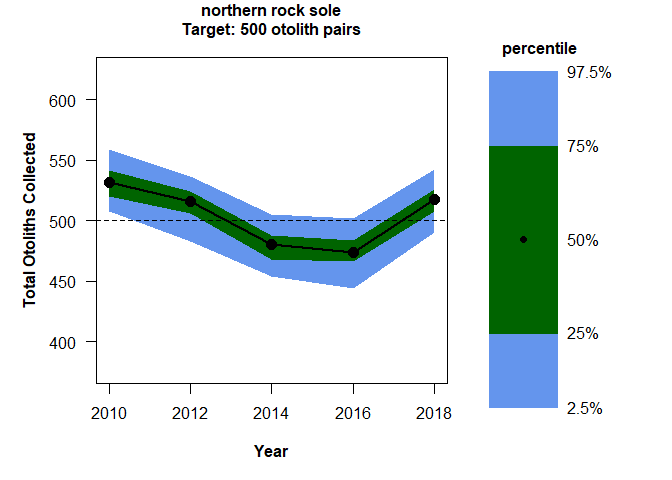 northern rock sole
Target: 500 otolith pairs
Total Otoliths Collected
600
550
500
450
400
2010 2012 2014 2016 2018
Year
percentile
97.5%
75%
50%
25%
2.5%